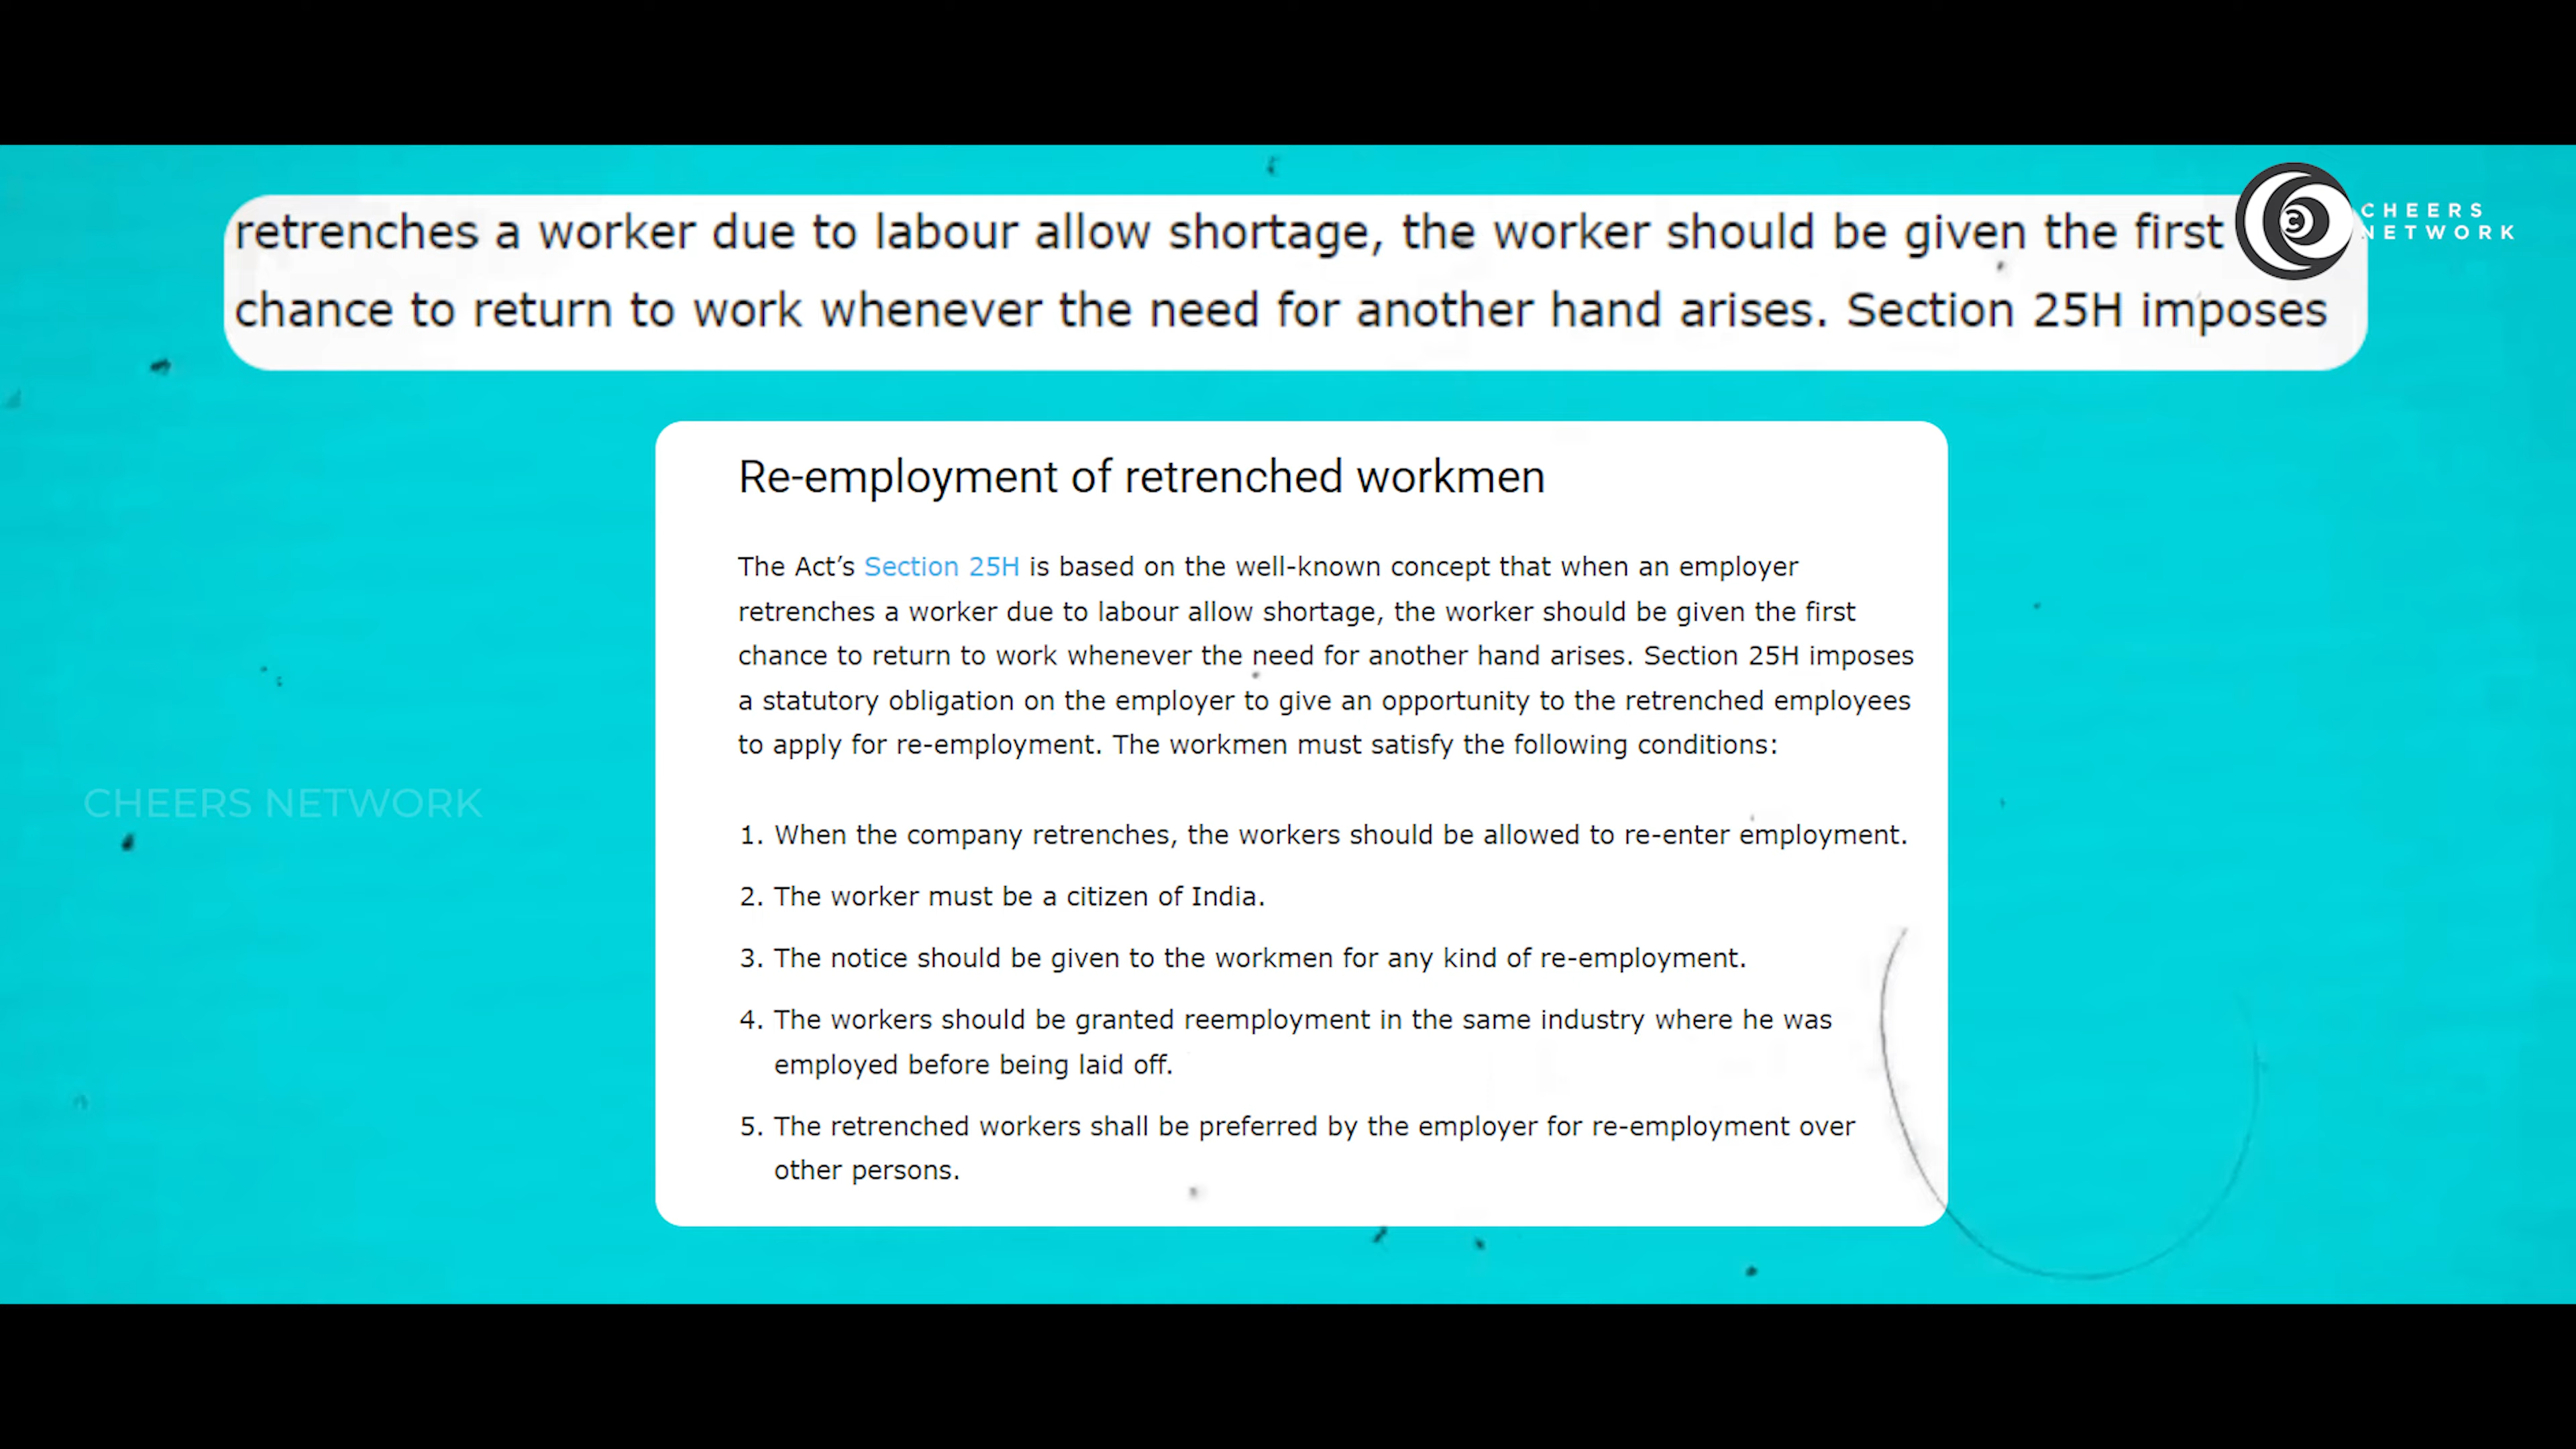 retrenches a worker due to labour allow shortage, the worker should be given the first
chance to return to work whenever the need for another hand arises. Section 25H imposes
CHEERS
NETWORK
Re-employment of retrenched workmen
The Act's Section 25H is based on the well-known concept that when an employer
retrenches a worker due to labour allow shortage, the worker should be given the first
chance to return to work whenever the need for another hand arises. Section 25H imposes
a statutory obligation on the employer to give an opportunity to the retrenched employees
to apply for re-employment. The workmen must satisfy the following conditions:
CHEERS NETWORK
1. When the company retrenches, the workers should be allowed to re-enter employment.
2. The worker must be a citizen of India.
3. The notice should be given to the workmen for any kind of re-employment.
4. The workers should be granted reemployment in the same industry where he was
employed before being laid off.
5. The retrenched workers shall be preferred by the employer for re-employment over
other persons.